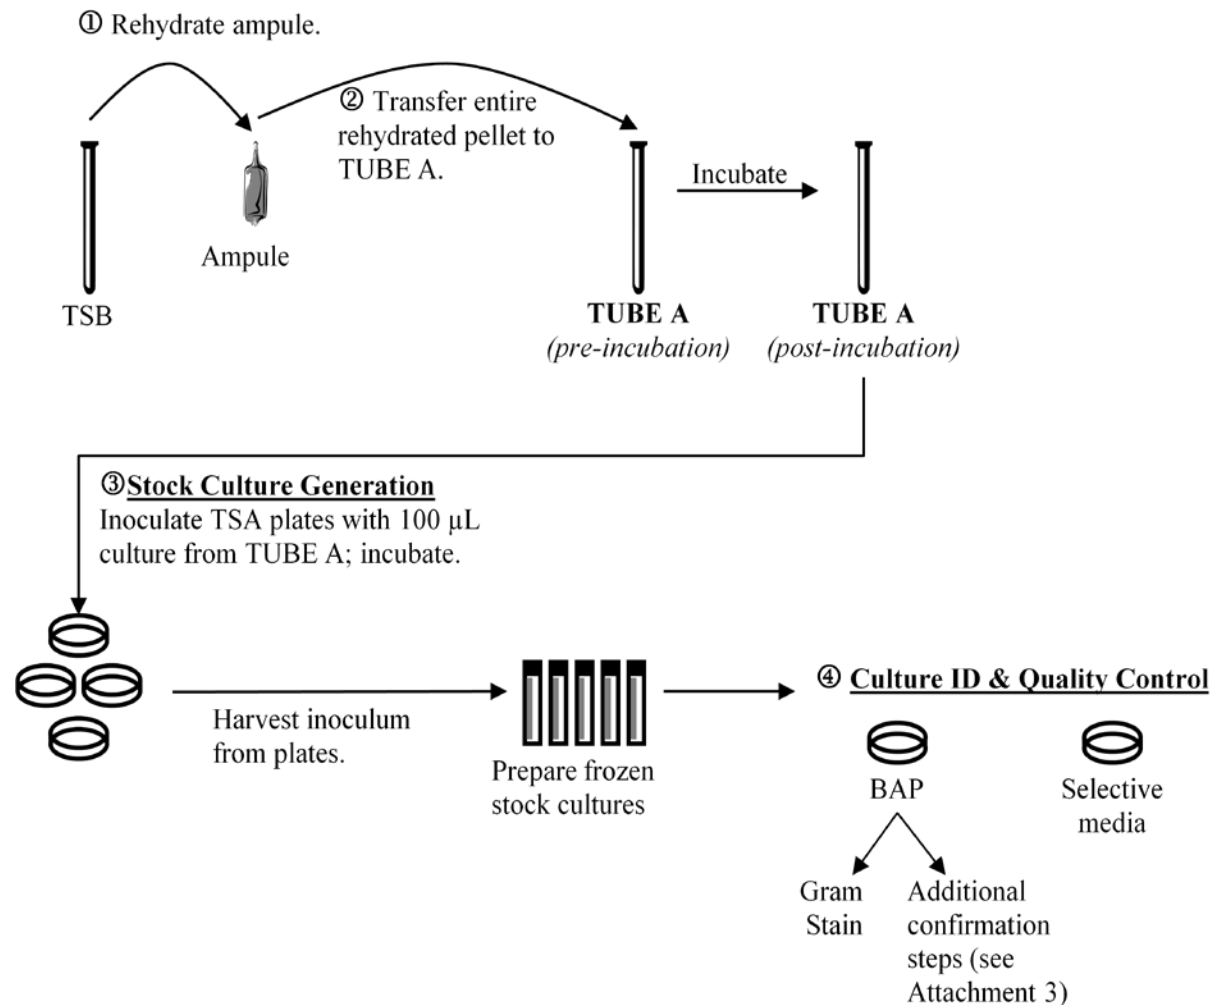 ① Rehydrate ampule.
② Transfer entire
rehydrated pellet to
TUBE A.
Incubate
Ampule
TSB
TUBE A
(pre-incubation)
TUBE A
(post-incubation)
③Stock Culture Generation
Inoculate TSA plates with 100 µL
culture from TUBE A; incubate.
Harvest inoculum
from plates.
Prepare frozen
stock cultures
④ Culture ID & Quality Control
BAP
Selective
media
Gram
Stain
Additional
confirmation
steps (see
Attachment 3)